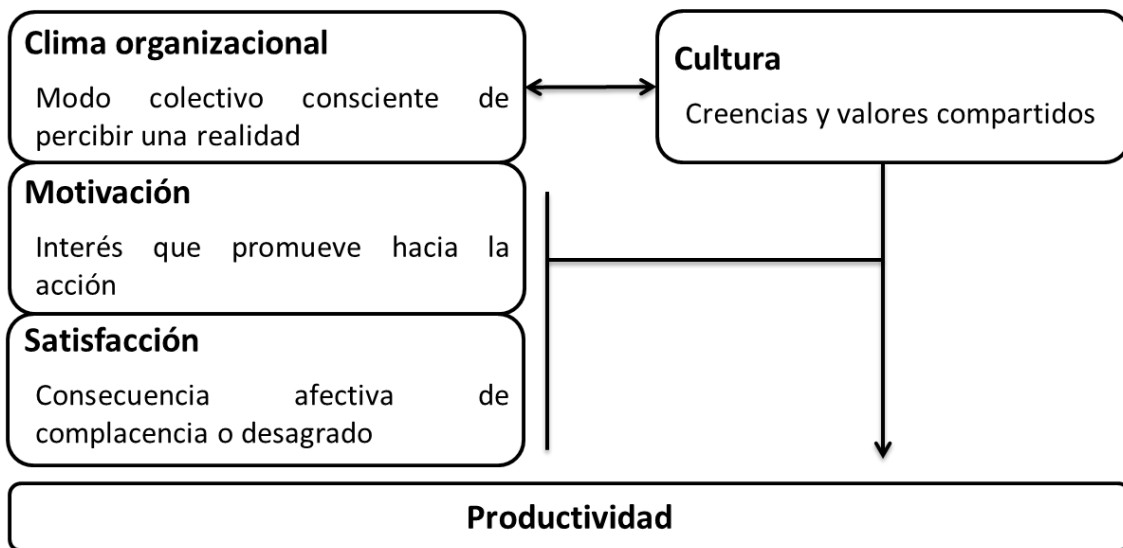 Clima organizacional
Modo colectivo consciente de
percibir una realidad
Cultura
Creencias y valores compartidos
Motivación
Interés que promueve hacia la
acción
Satisfacción
Consecuencia afectiva de
complacencia o desagrado
Productividad